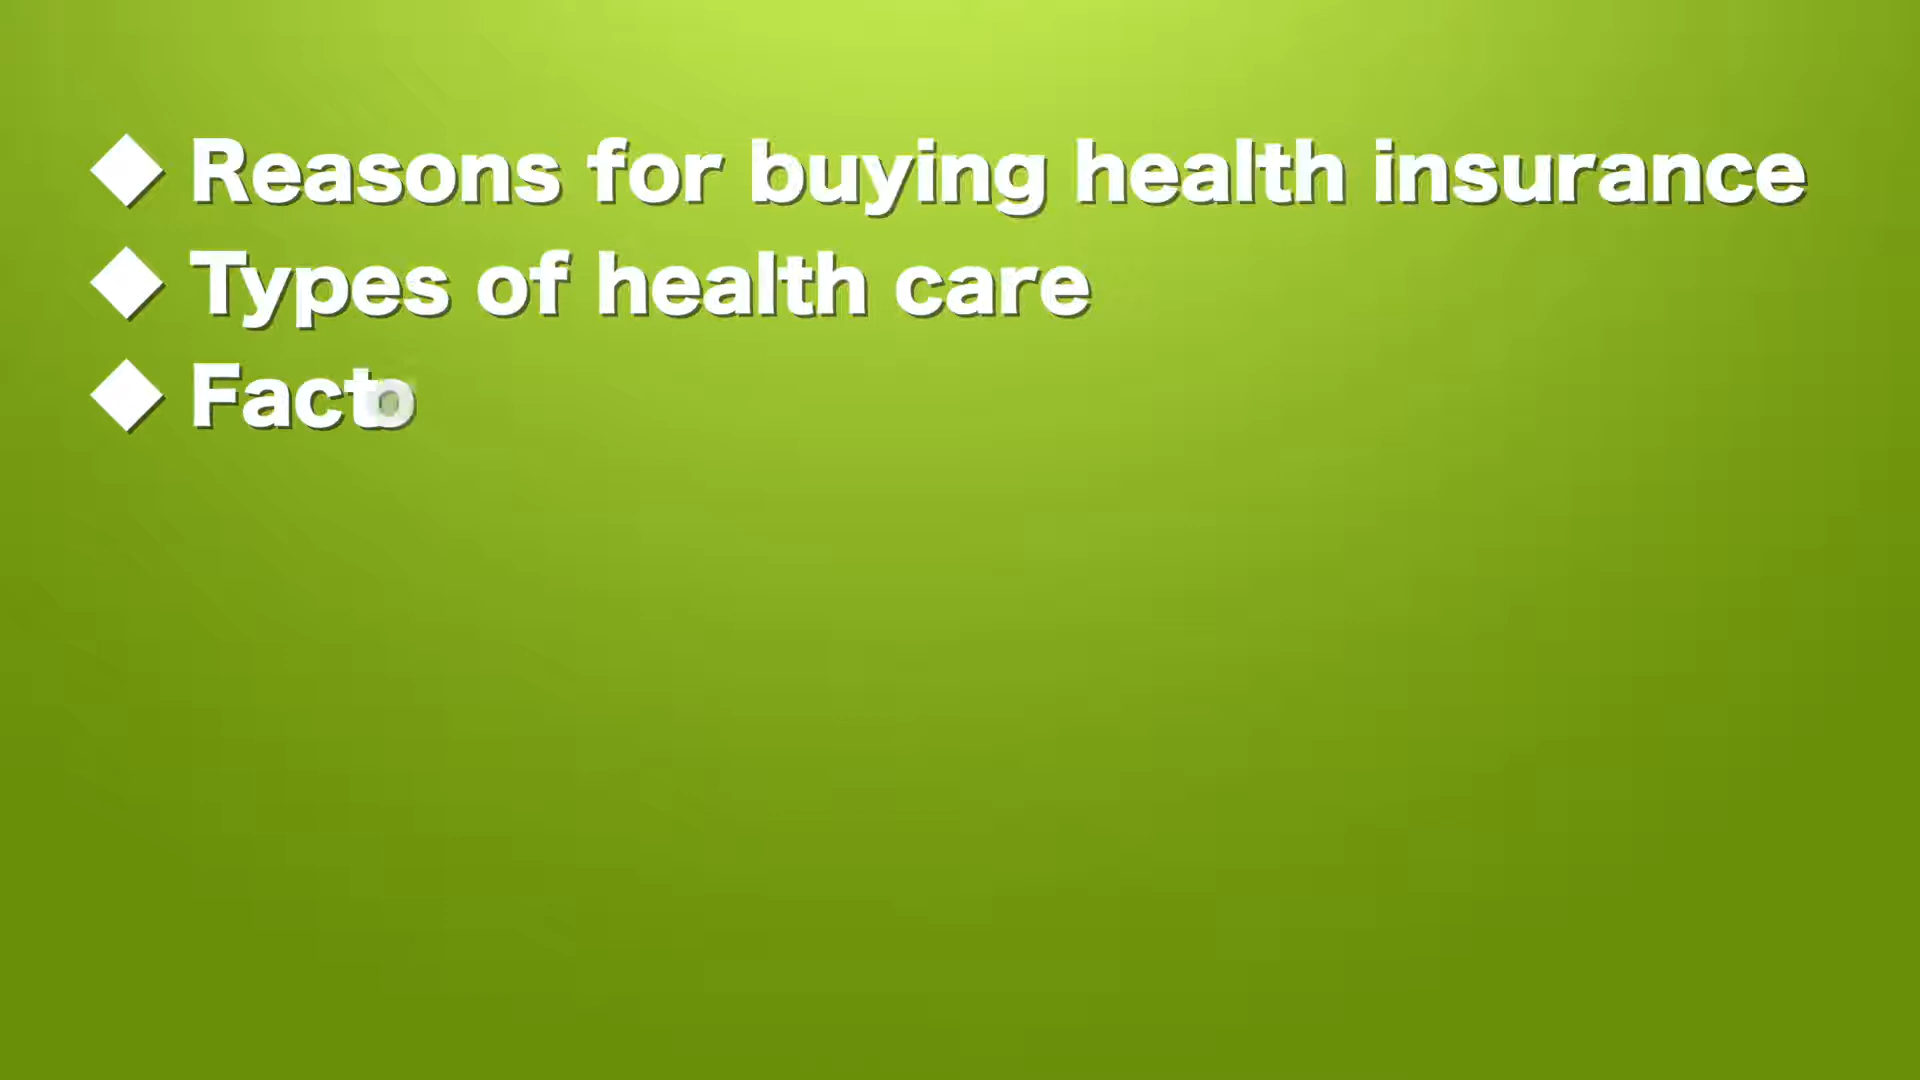 ◆ Reasons for buying health insurance
◆ Types of health care
◆ Facto